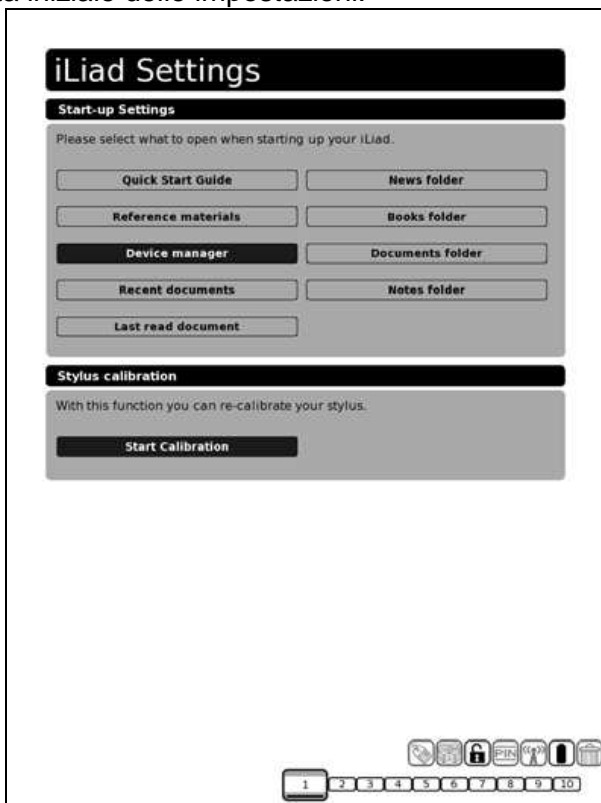 iniziale delle impostazioni.
iLiad Settings
Start-up Settings
Please select what to open when starting up your iLiad.
Quick Start Guide
News folder
Reference materials
Books folder
Device manager
Documents folder
Recent documents
Notes folder
Last read document
Stylus calibration
With this function you can re-calibrate your stylus.
Start Calibration
PIN
1 2 3 4 5 6 7 8 9 10